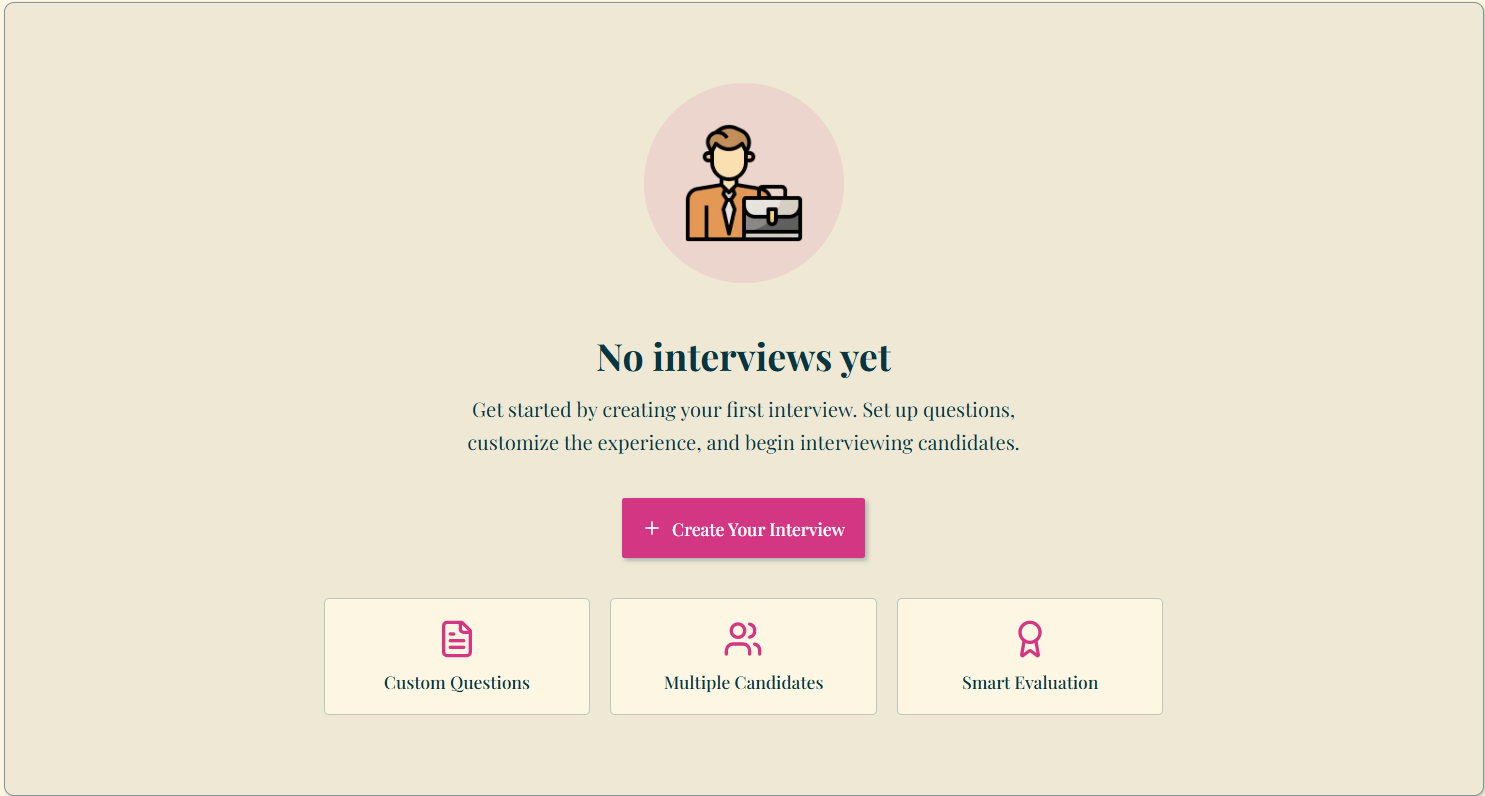 No interviews yet
Get started by creating your first interview. Set up questions,
customize the experience, and begin interviewing candidates.
+ Create Your Interview
Custom Questions
Multiple Candidates
Smart Evaluation